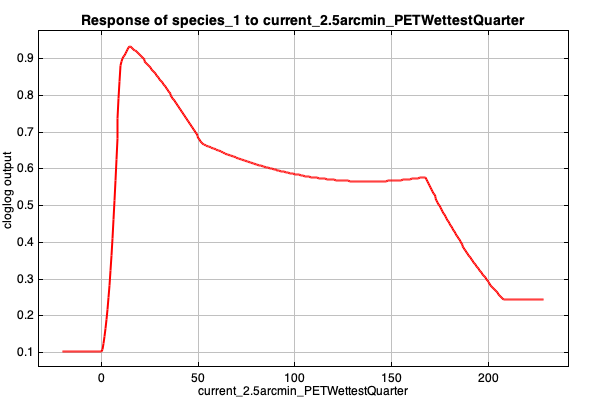 Response of species_1 to current_2.5arcmin_PETWettestQuarter
cloglog output
0.9
0.8
0.7
0.6
0.5
0.4
0.3
0.2
0.1
0 50 100 150 200
current_2.5arcmin_PETWettestQuarter